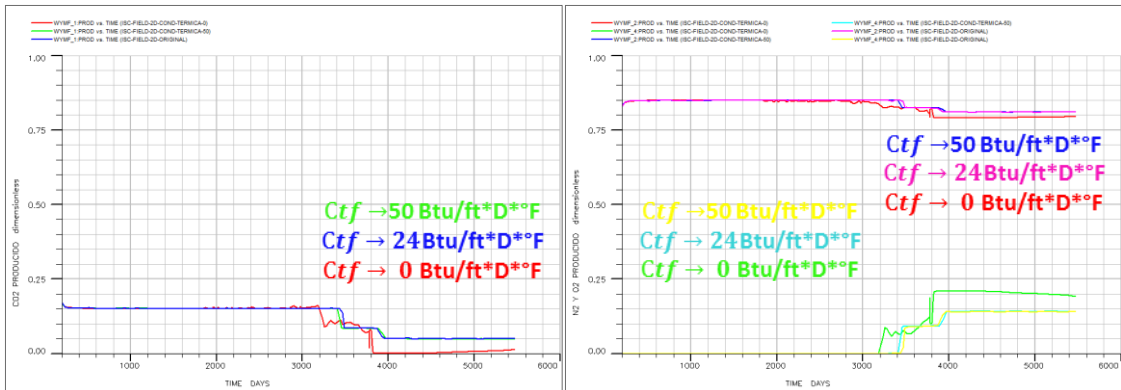 WYMF_1:PROD vs. TIME (ISC-FIELD-2D-COND-TERMICA-0)
WYMF_1:PROD vs. TIME (ISC-FIELD-2D-COND-TERMICA-50)
WYMF_1:PROD vs. TIME (ISC-FIELD-2D-ORIGINAL)
1.00
0.75
0.50
0.25
0.00
CO2 PRODUCIDO dimensionless
Ctf →50 Btu/ft*D*°F
Ctf → 24 Btu/ft*D*°F
Ctf → 0 Btu/ft*D*°F
1000 2000 3000 4000 5000 6000
TIME DAYS
WYMF_2:PROD vs. TIME (ISC-FIELD-2D-COND-TERMICA-0)
WYMF_4:PROD vs. TIME (ISC-FIELD-2D-COND-TERMICA-0)
WYMF_2:PROD vs. TIME (ISC-FIELD-2D-COND-TERMICA-50)
WYMF_4:PROD vs. TIME (ISC-FIELD-2D-COND-TERMICA-50)
WYMF_2:PROD vs. TIME (ISC-FIELD-2D-ORIGINAL)
WYMF_4:PROD vs. TIME (ISC-FIELD-2D-ORIGINAL)
1.00
0.75
0.50
0.25
0.00
N2 Y O2 PRODUCIDO dimensionless
Ctf →50 Btu/ft*D*°F
Ctf → 24 Btu/ft*D*°F
Ctf → 0 Btu/ft*D*°F
Ctf →50 Btu/ft*D*°F
Ctf → 24 Btu/ft*D*°F
Ctf → 0 Btu/ft*D*°F
1000 2000 3000 4000 5000 6000
TIME DAYS